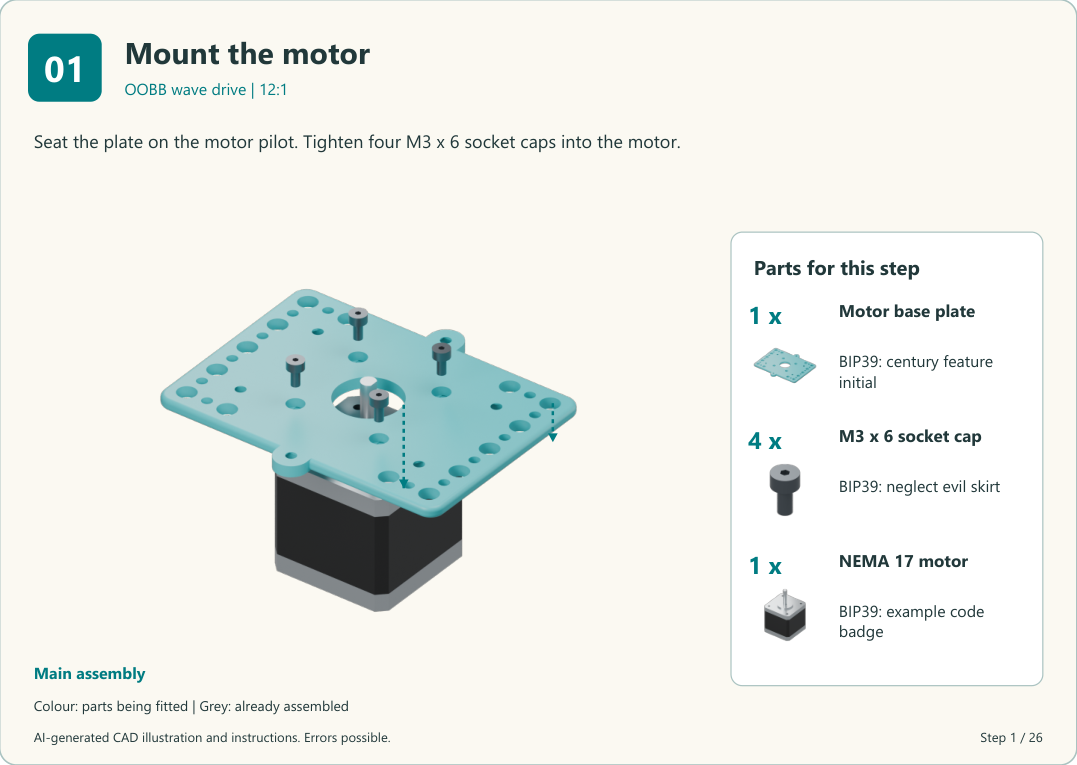 01
Mount the motor
OOBB wave drive | 12:1
Seat the plate on the motor pilot. Tighten four M3 x 6 socket caps into the motor.
Parts for this step
1 x
Motor base plate
BIP39: century feature
initial
4 x
M3 x 6 socket cap
BIP39: neglect evil skirt
1 x
NEMA 17 motor
BIP39: example code
badge
Main assembly
Colour: parts being fitted | Grey: already assembled
AI-generated CAD illustration and instructions. Errors possible.
Step 1 / 26